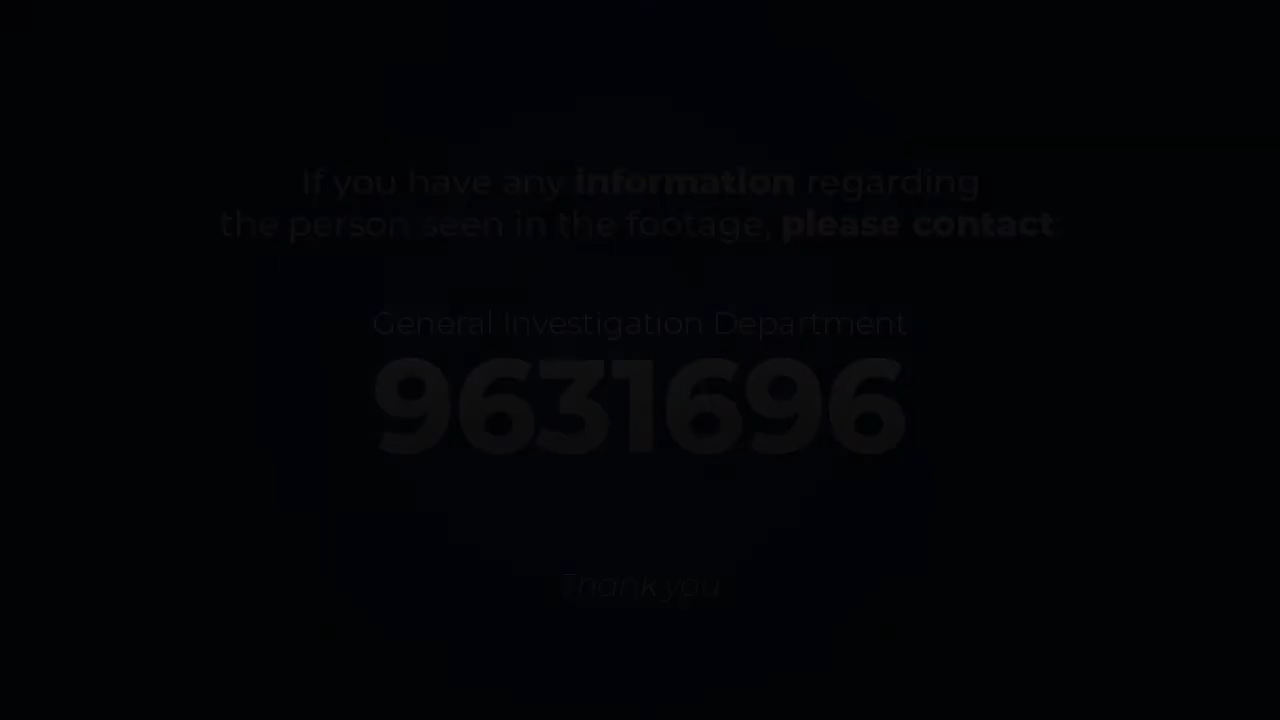 If you have any information regarding
the person seen in the footage, please contact:
General Investigation Department
9631696
Thank you